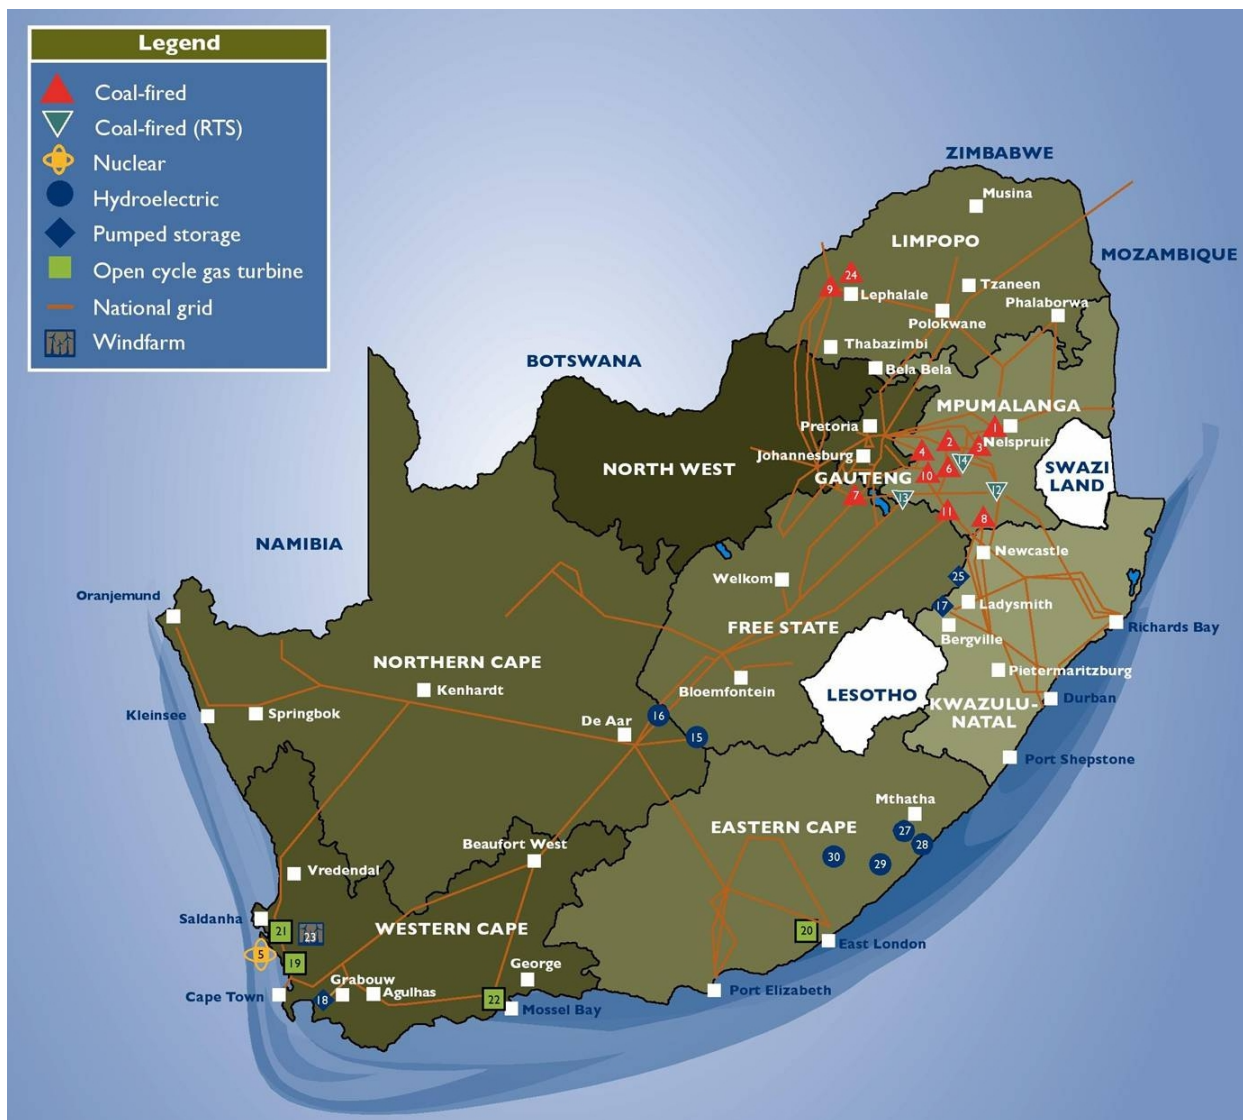 Legend
Coal-fired
Coal-fired (RTS)
Nuclear
Hydroelectric
Pumped storage
Open cycle gas turbine
National grid
Windfarm
ZIMBABWE
Musina
LIMPOPO
MOZAMBIQUE
24
9
Lephalale
Tzaneen
Phalaborwa
Polokwane
Thabazimbi
BOTSWANA
Bela Bela
MPUMALANGA
Pretoria
1
Nelspruit
2
3
4
Johannesburg
14
6
NORTH WEST
GAUTENG
10
SWAZI
LAND
7
13
12
11
8
NAMIBIA
Newcastle
Welkom
25
Oranjemund
17
Ladysmith
FREE STATE
Bergville
Richards Bay
NORTHERN CAPE
Pietermaritzburg
Kenhardt
Bloemfontein
LESOTHO
Durban
KWAZULU-
NATAL
Kleinsee
Springbok
De Aar
16
15
Port Shepstone
Mthatha
EASTERN CAPE
27
28
Beaufort West
30
29
Vredendal
Saldanha
WESTERN CAPE
21
23
20
East London
5
19
George
Grabouw
Cape Town
18
Agulhas
22
Mossel Bay
Port Elizabeth